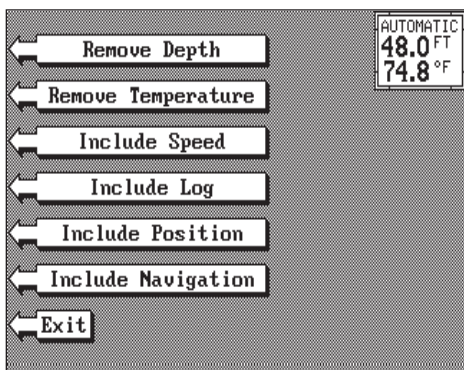 AUTOMATIC
48.0 FT
74.8 °F
Remove Depth
Remove Temperature
Include Speed
Include Log
Include Position
Include Navigation
Exit